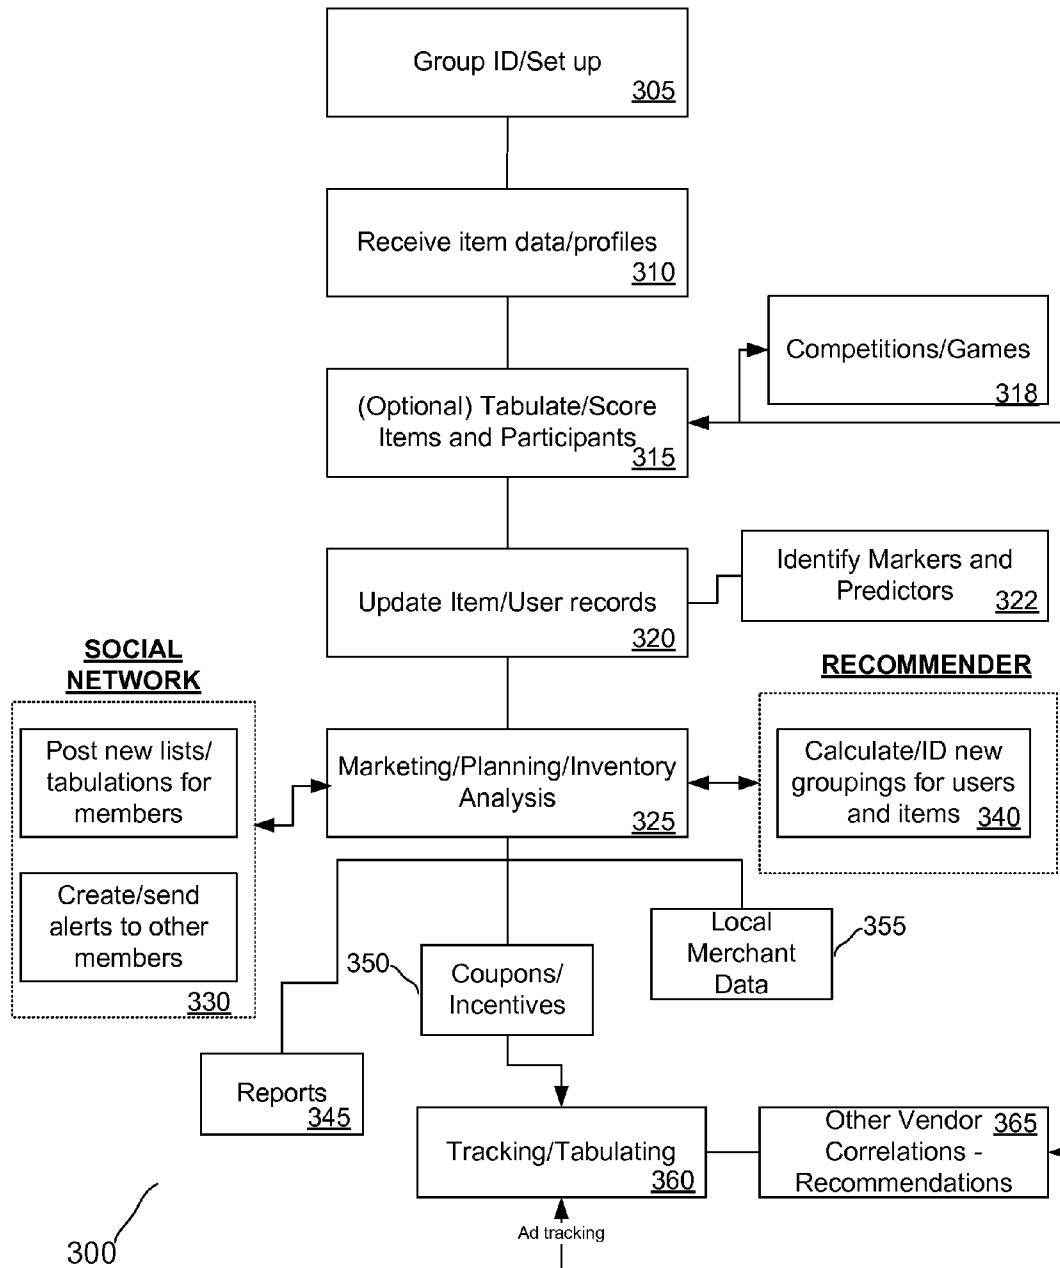 Group ID/Set up
305
Receive item data/profiles
310
Competitions/Games
318
(Optional) Tabulate/Score
Items and Participants
315
Identify Markers and
Predictors
322
Update Item/User records
320
SOCIAL
NETWORK
RECOMMENDER
Post new lists/
tabulations for
members
Marketing/Planning/Inventory
Analysis
325
Calculate/ID new
groupings for users
and items 340
Create/send
alerts to other
members
330
350
Coupons/
Incentives
Local
Merchant
Data
355
Reports
345
Tracking/Tabulating
360
Other Vendor 365
Correlations -
Recommendations
Ad tracking
300